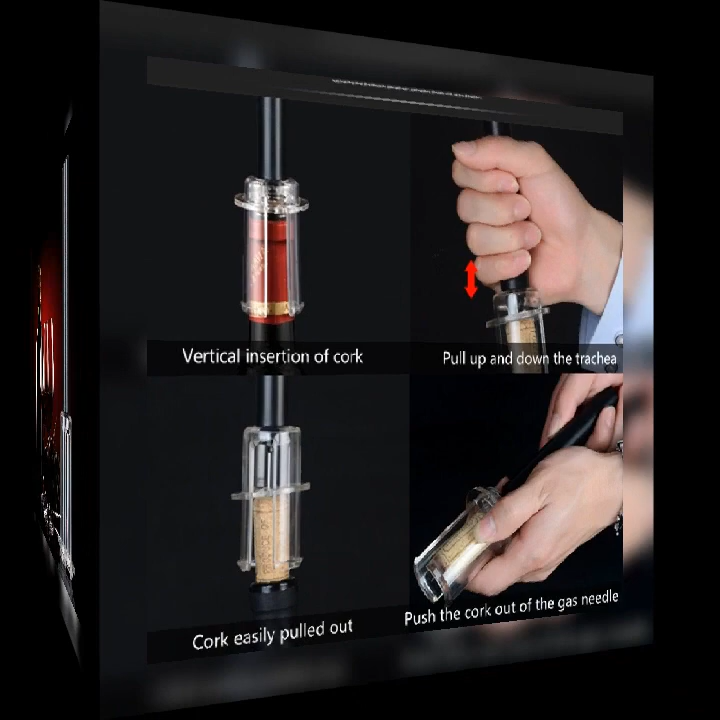 Vertical insertion of cork
Pull up and down the trachea
Cork easily pulled out
Push the cork out of the gas needle